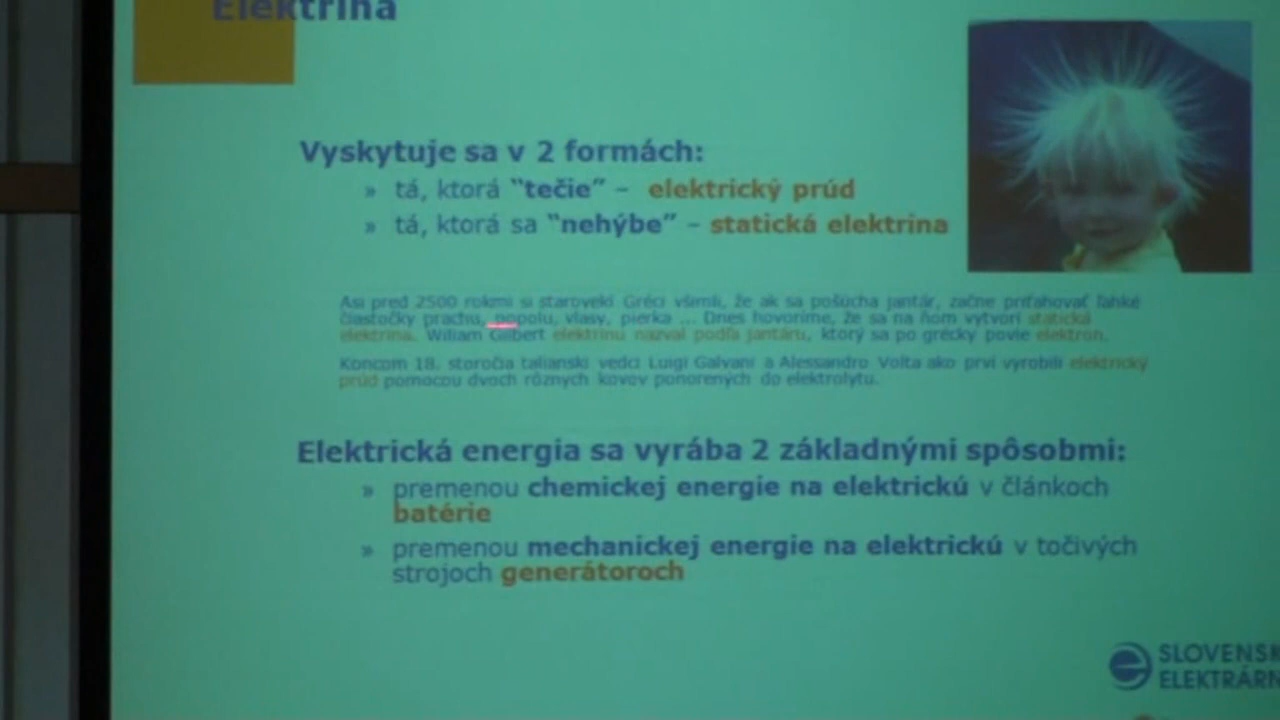 Elektrina
Vyskytuje sa v 2 formách:
» tá, ktorá “tečie” – elektrický prúd
» tá, ktorá sa “nehýbe” – statická elektrina
Asi pred 2500 rokmi si starovekí Gréci všimli, že ak sa pošúcha jantár, začne priťahovať ľahké
čiastočky prachu, popolu, vlasy, pierka ... Dnes hovoríme, že sa na ňom vytvorí statická
elektrina. William Gilbert elektrinu nazval podľa jantáru, ktorý sa po grécky povie elektron.
Koncom 18. storočia talianski vedci Luigi Galvani a Alessandro Volta ako prví vyrobili elektrický
prúd pomocou dvoch rôznych kovov ponorených do elektrolytu.
Elektrická energia sa vyrába 2 základnými spôsobmi:
» premenou chemickej energie na elektrickú v článkoch
batérie
» premenou mechanickej energie na elektrickú v točivých
strojoch generátoroch
SLOVENSK
ELEKTRÁRN